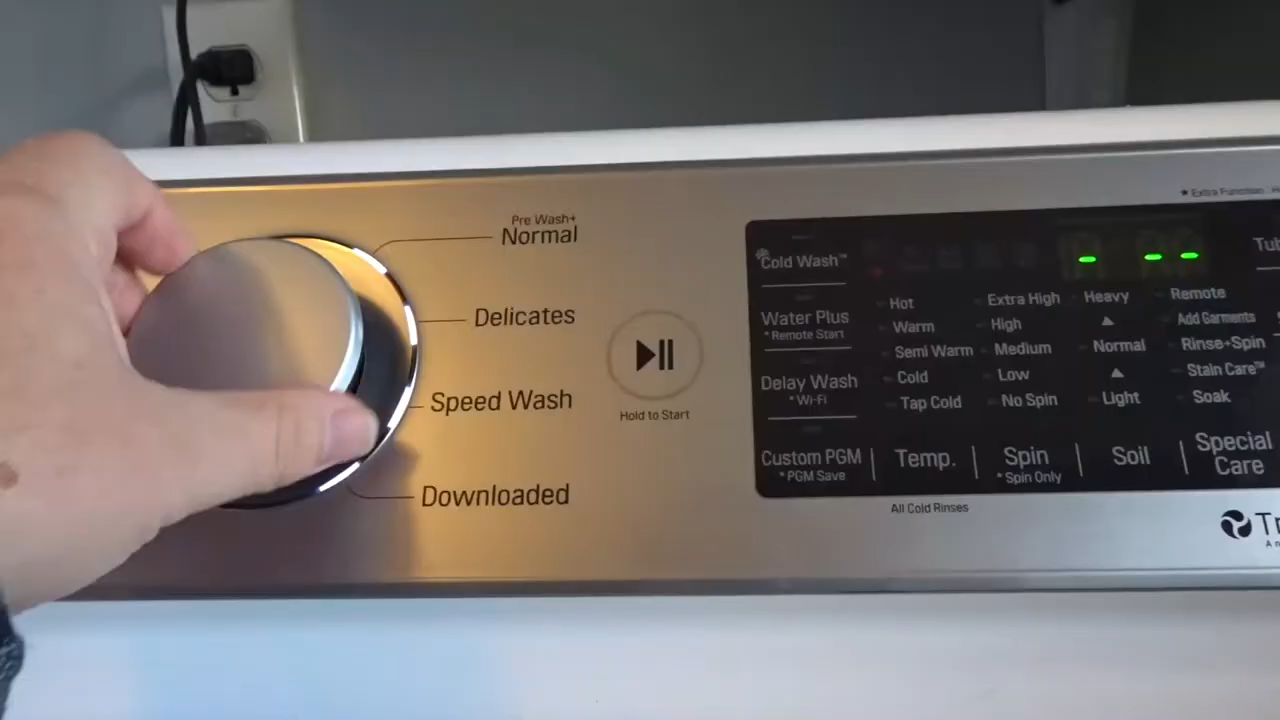 Pre Wash+
Normal
Delicates
Speed Wash
Downloaded
Hold to Start
Cold Wash™
Water Plus
* Remote Start
Delay Wash
* Wi-Fi
Custom PGM
* PGM Save
Hot
Warm
Semi Warm
Cold
Tap Cold
Temp.
All Cold Rinses
Extra High
High
Medium
Low
No Spin
Spin
* Spin Only
Heavy
Normal
Light
Soil
★ Extra Function :
Remote
Add Garments
Rinse+Spin
Stain Care™
Soak
Special
Care